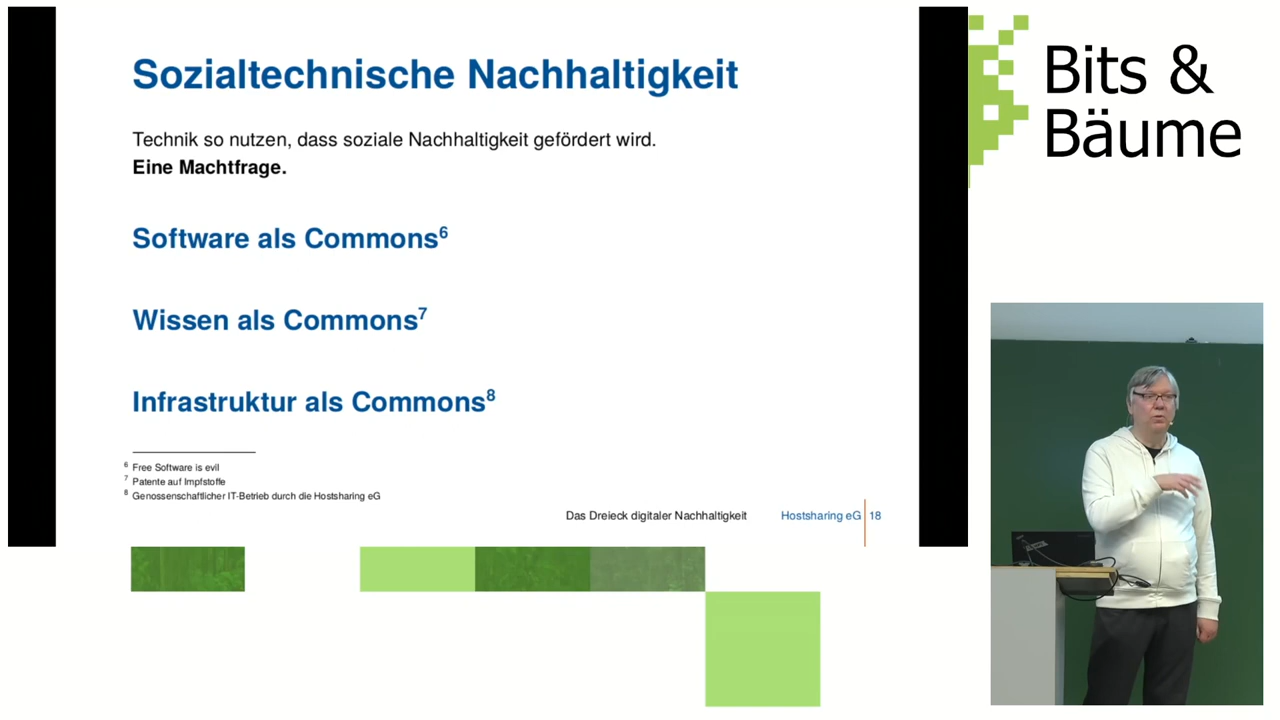 Sozialtechnische Nachhaltigkeit
Technik so nutzen, dass soziale Nachhaltigkeit gefördert wird.
Eine Machtfrage.
Software als Commons⁶
Wissen als Commons⁷
Infrastruktur als Commons⁸
⁶ Free Software is evil
⁷ Patente auf Impfstoffe
⁸ Genossenschaftlicher IT-Betrieb durch die Hostsharing eG
Das Dreieck digitaler Nachhaltigkeit Hostsharing eG 18
Bits &
Bäume